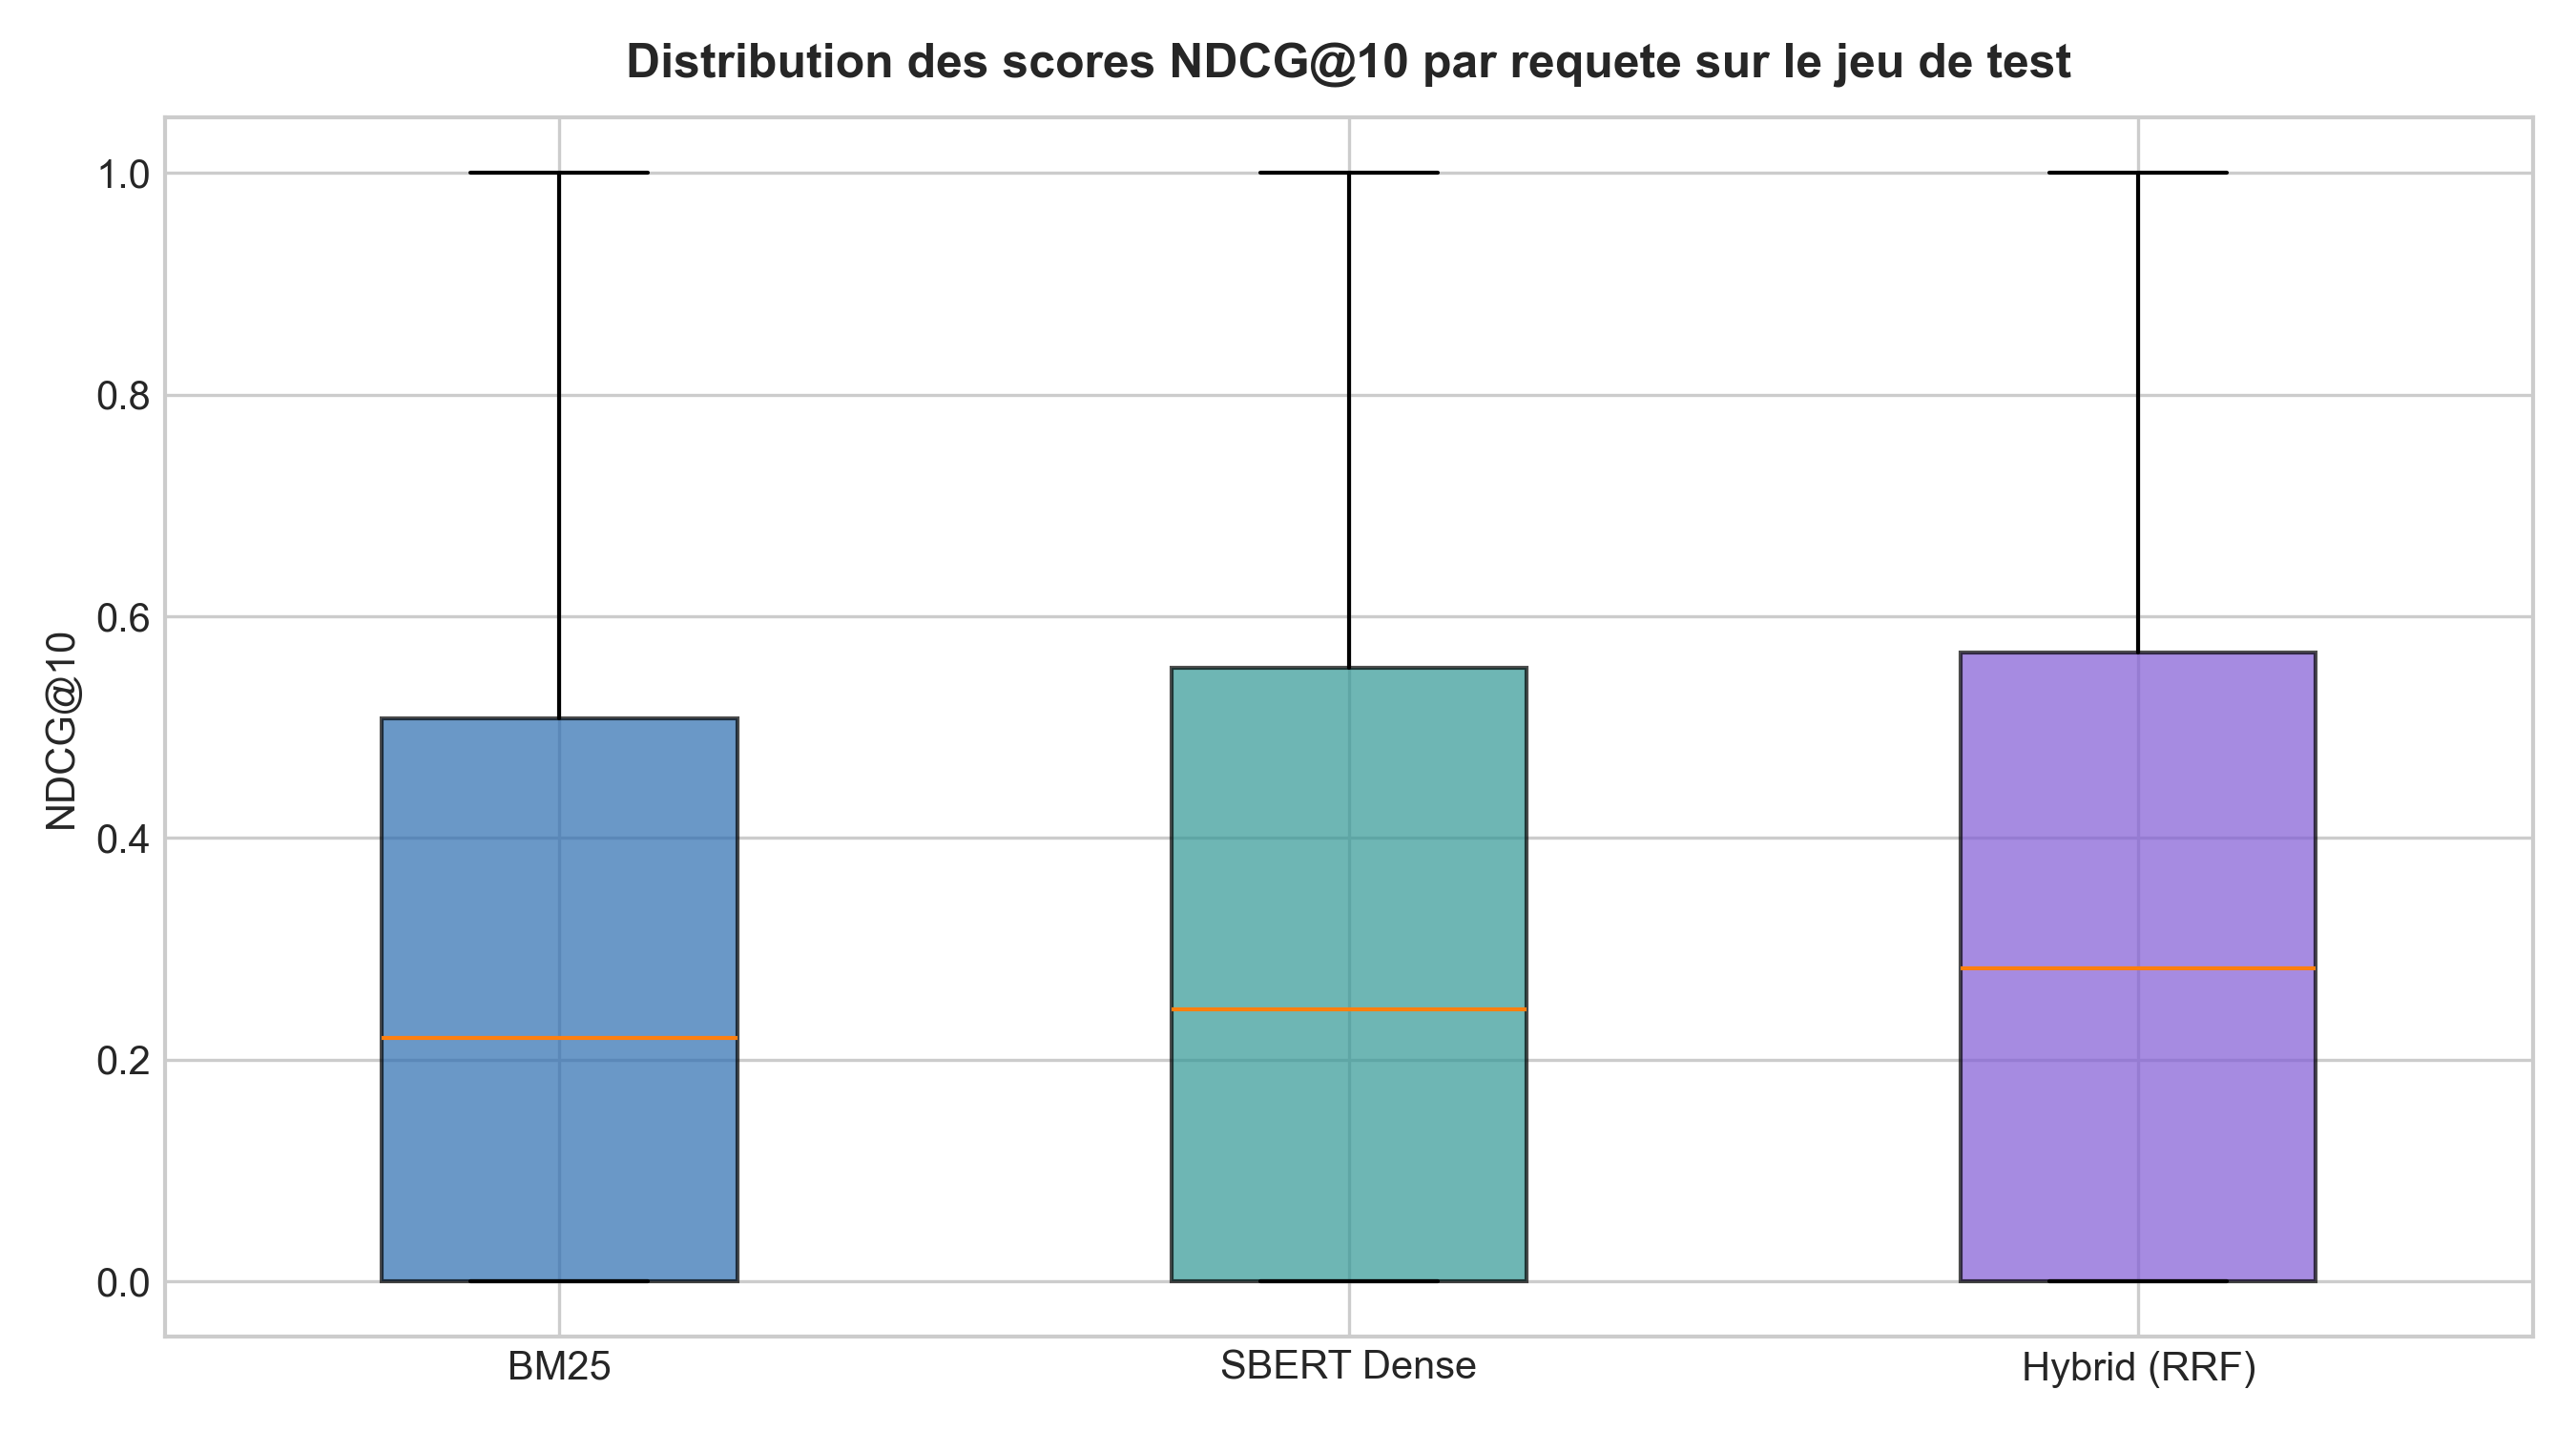 Distribution des scores NDCG@10 par requete sur le jeu de test
NDCG@10
1.0
0.8
0.6
0.4
0.2
0.0
BM25
SBERT Dense
Hybrid (RRF)